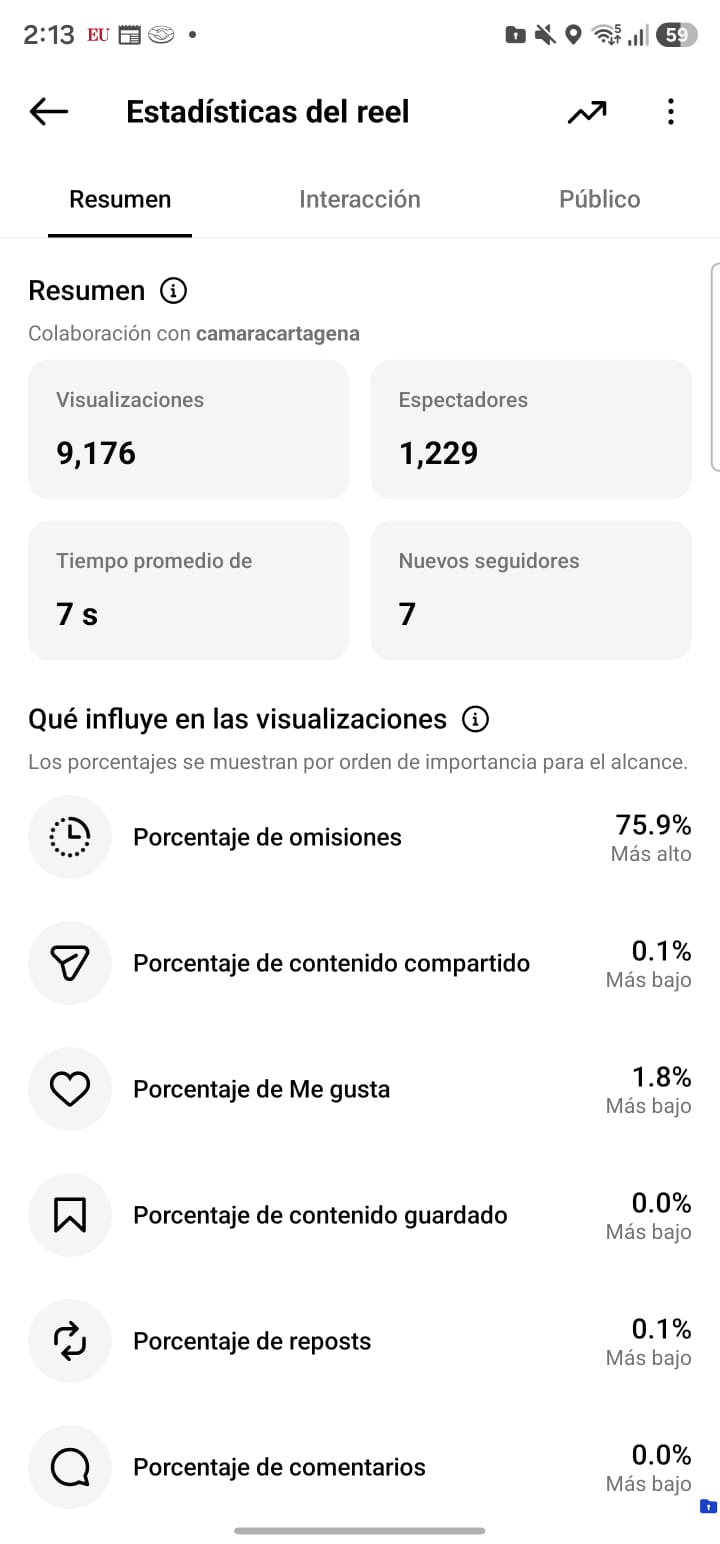 2:13 EU 5 59
Estadísticas del reel
Resumen Interacción Público
Resumen
Colaboración con camaracartagena
Visualizaciones Espectadores
9,176 1,229
Tiempo promedio de Nuevos seguidores
7 s 7
Qué influye en las visualizaciones
Los porcentajes se muestran por orden de importancia para el alcance.
Porcentaje de omisiones 75.9%
Más alto
Porcentaje de contenido compartido 0.1%
Más bajo
Porcentaje de Me gusta 1.8%
Más bajo
Porcentaje de contenido guardado 0.0%
Más bajo
Porcentaje de reposts 0.1%
Más bajo
Porcentaje de comentarios 0.0%
Más bajo